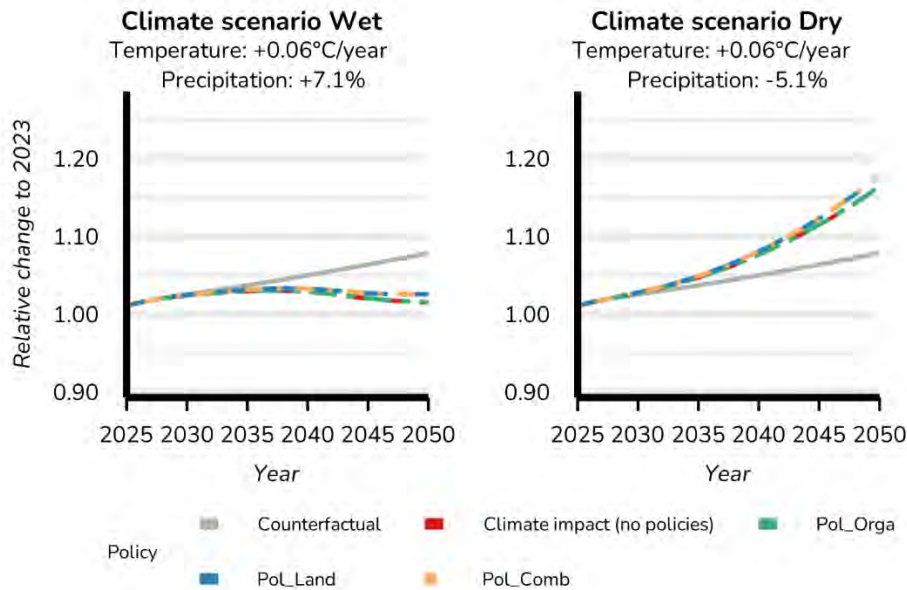 Climate scenario Wet
Temperature: +0.06°C/year
Precipitation: +7.1%
Climate scenario Dry
Temperature: +0.06°C/year
Precipitation: -5.1%
Relative change to 2023
1.20
1.10
1.00
0.90
2025 2030 2035 2040 2045 2050
Year
1.20
1.10
1.00
0.90
2025 2030 2035 2040 2045 2050
Year
Policy
Counterfactual
Climate impact (no policies)
Pol_Orga
Pol_Land
Pol_Comb